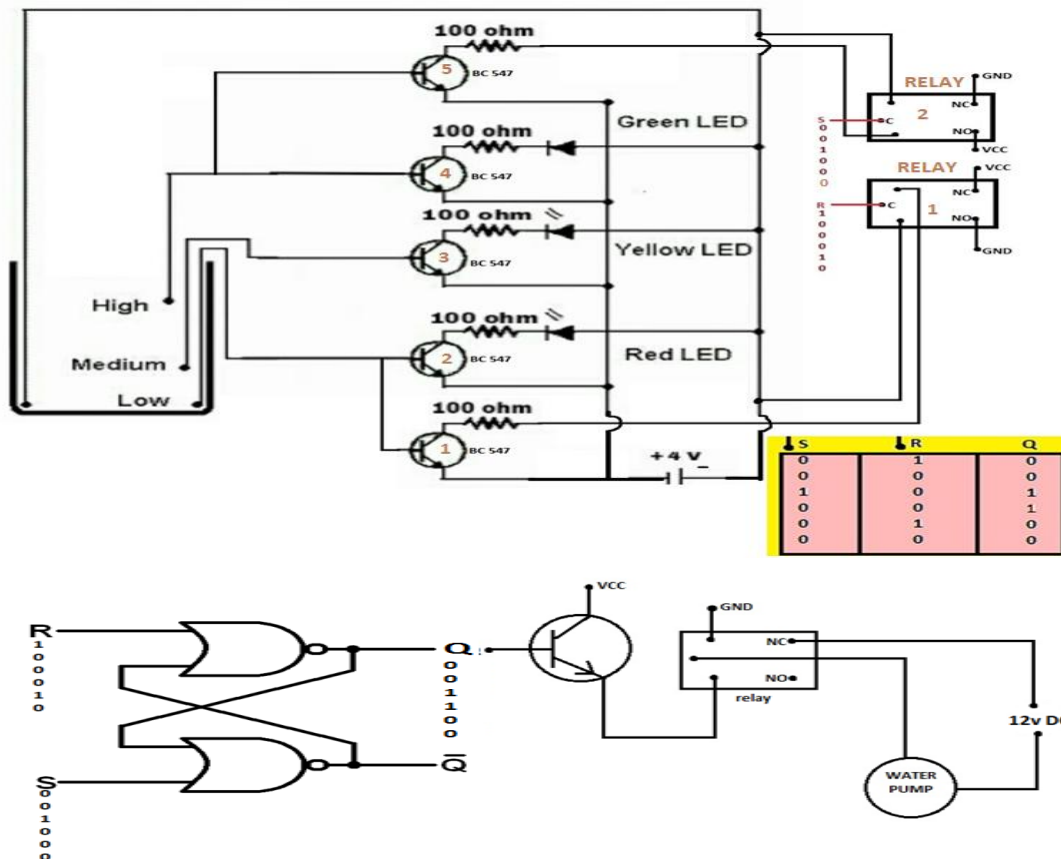 100 ohm
5
BC 547
RELAY
GND
2
NC
C
NO
VCC
S
0
0
1
0
0
0
Green LED
100 ohm
4
BC 547
RELAY
VCC
NC
C
1
NO
GND
R
1
0
0
0
1
0
100 ohm
3
BC 547
Yellow LED
High
100 ohm
2
BC 547
Red LED
Medium
Low
100 ohm
1
BC 547
+4 V
-
S R Q
0 1 0
0 0 0
1 0 1
0 0 1
0 1 0
0 0 0
R
1
0
0
0
1
0
S
0
0
1
0
0
0
Q
0
0
1
1
0
0
Q̅
VCC
GND
NC
NO
relay
12v D
WATER
PUMP